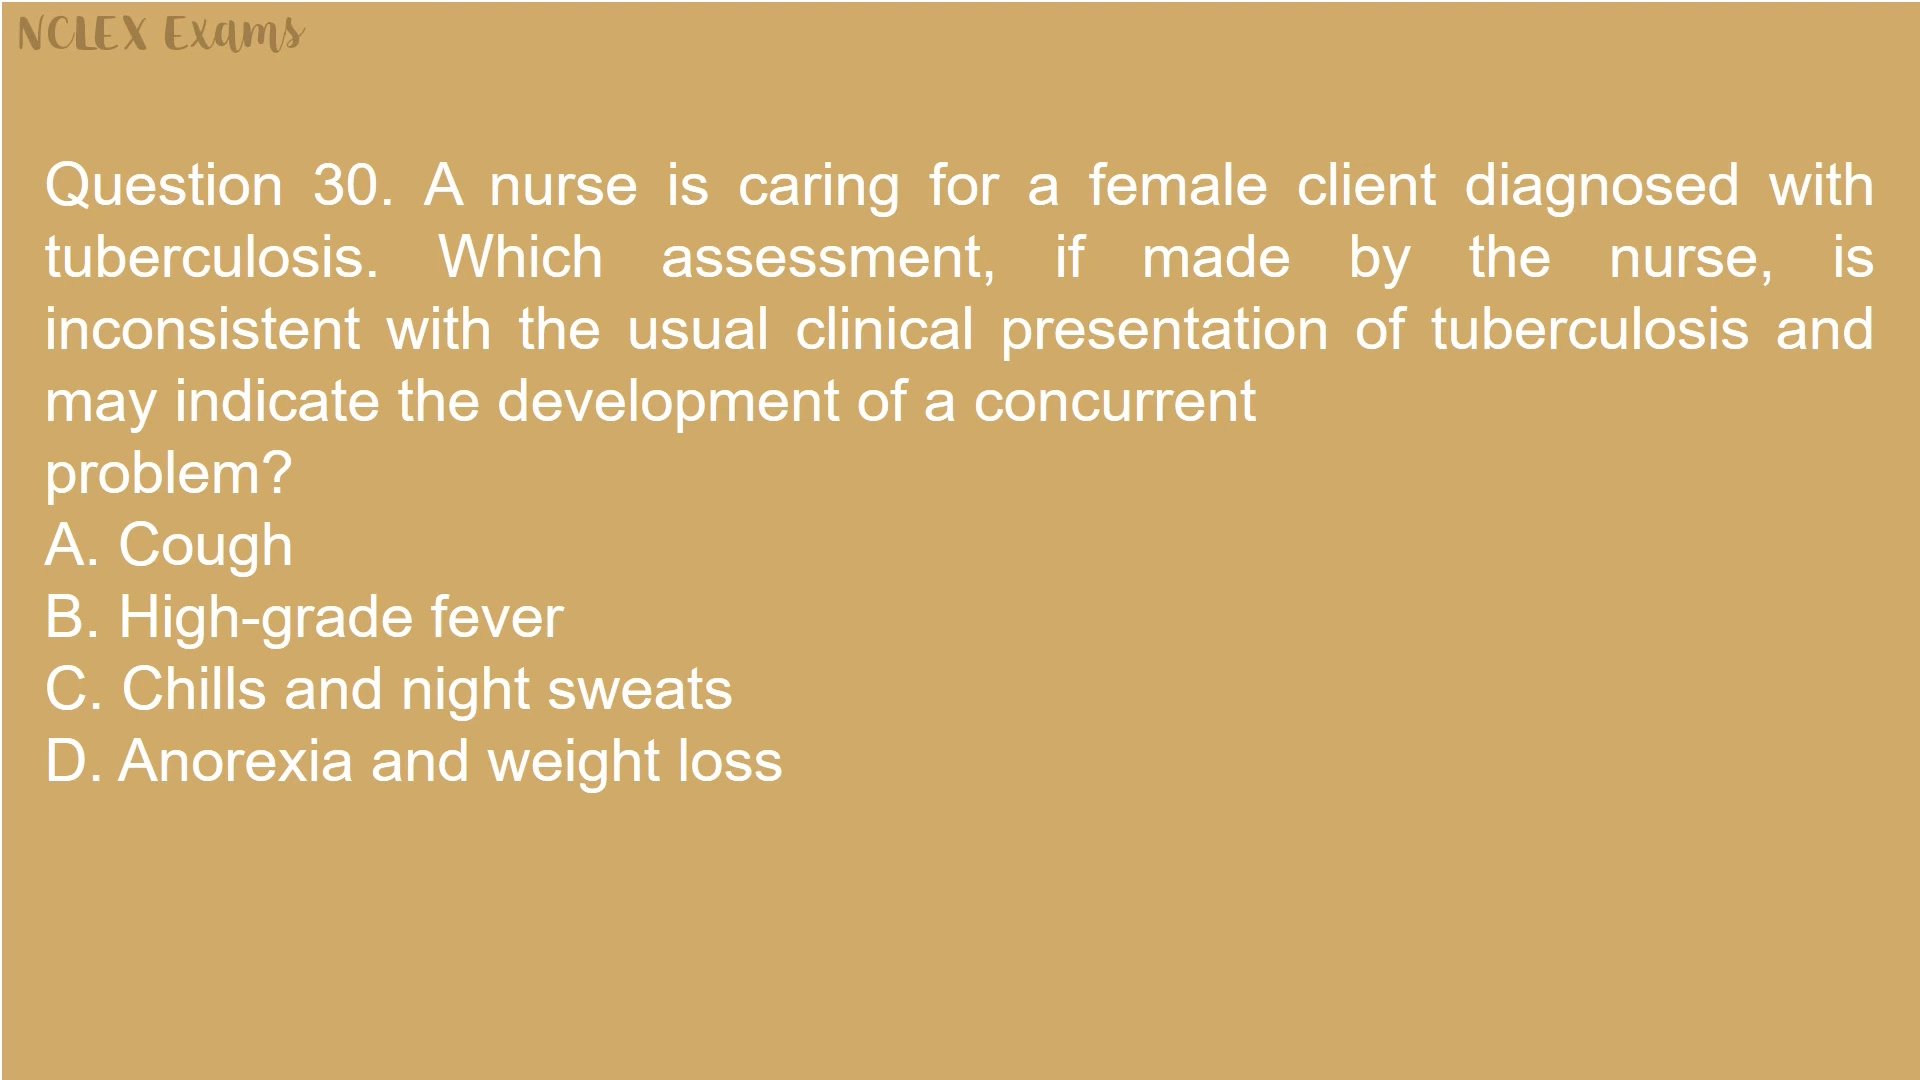 NCLEX Exams
Question 30. A nurse is caring for a female client diagnosed with
tuberculosis. Which assessment, if made by the nurse, is
inconsistent with the usual clinical presentation of tuberculosis and
may indicate the development of a concurrent
problem?
A. Cough
B. High-grade fever
C. Chills and night sweats
D. Anorexia and weight loss